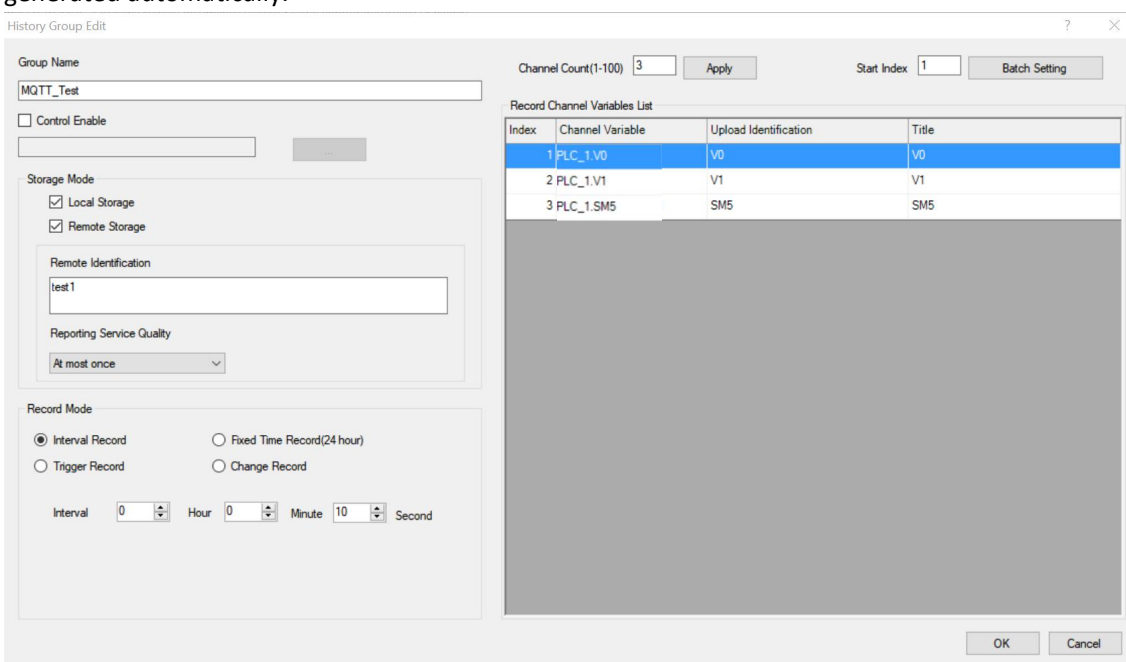 generated automatically.
History Group Edit
?
Group Name
MQTT_Test
Control Enable
...
Storage Mode
Local Storage
Remote Storage
Remote Identification
test1
Reporting Service Quality
At most once
Record Mode
Interval Record
Fixed Time Record(24 hour)
Trigger Record
Change Record
Interval 0 Hour 0 Minute 10 Second
Channel Count(1-100) 3 Apply Start Index 1 Batch Setting
Record Channel Variables List
Index Channel Variable Upload Identification Title
1 PLC_1.V0 V0 V0
2 PLC_1.V1 V1 V1
3 PLC_1.SM5 SM5 SM5
OK Cancel